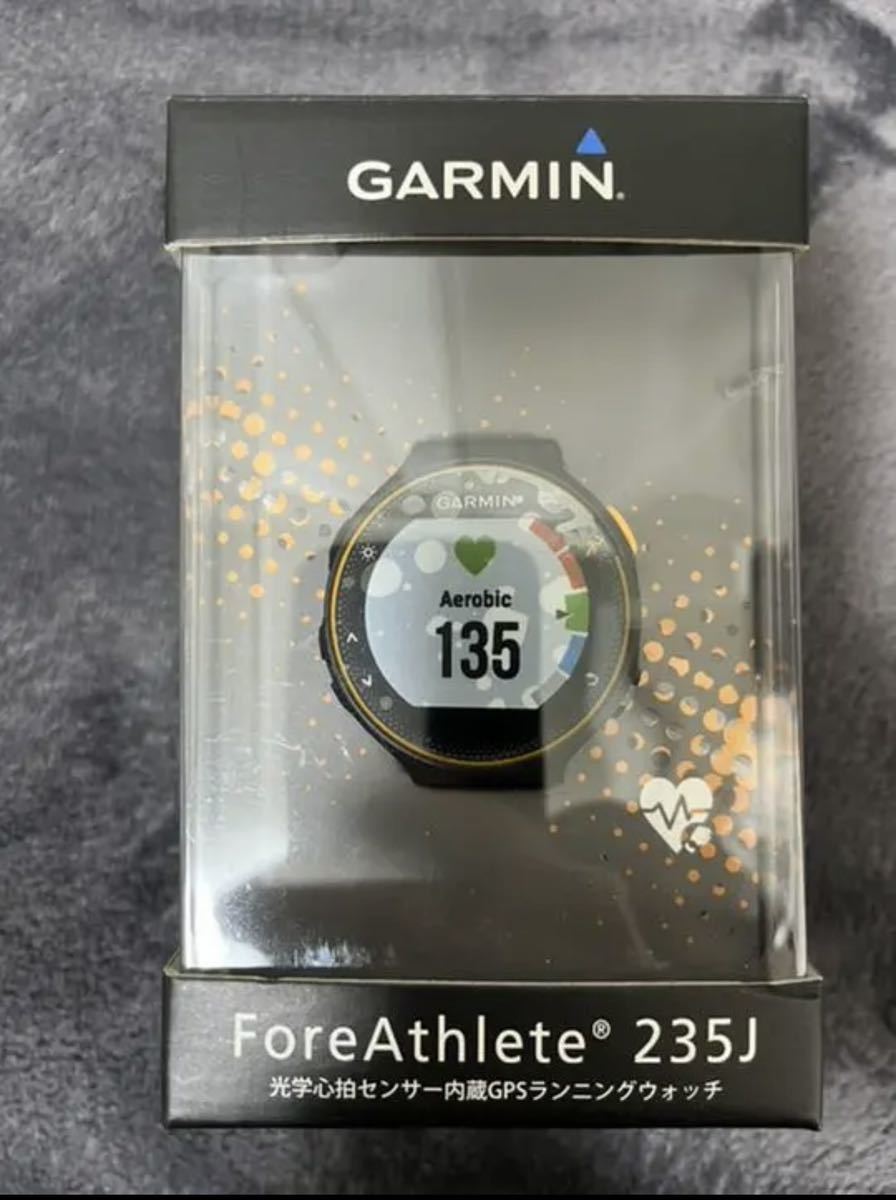 GARMIN®
GARMIN®
Aerobic
135
ForeAthlete® 235J
光学心拍センサー内蔵GPSランニングウォッチ